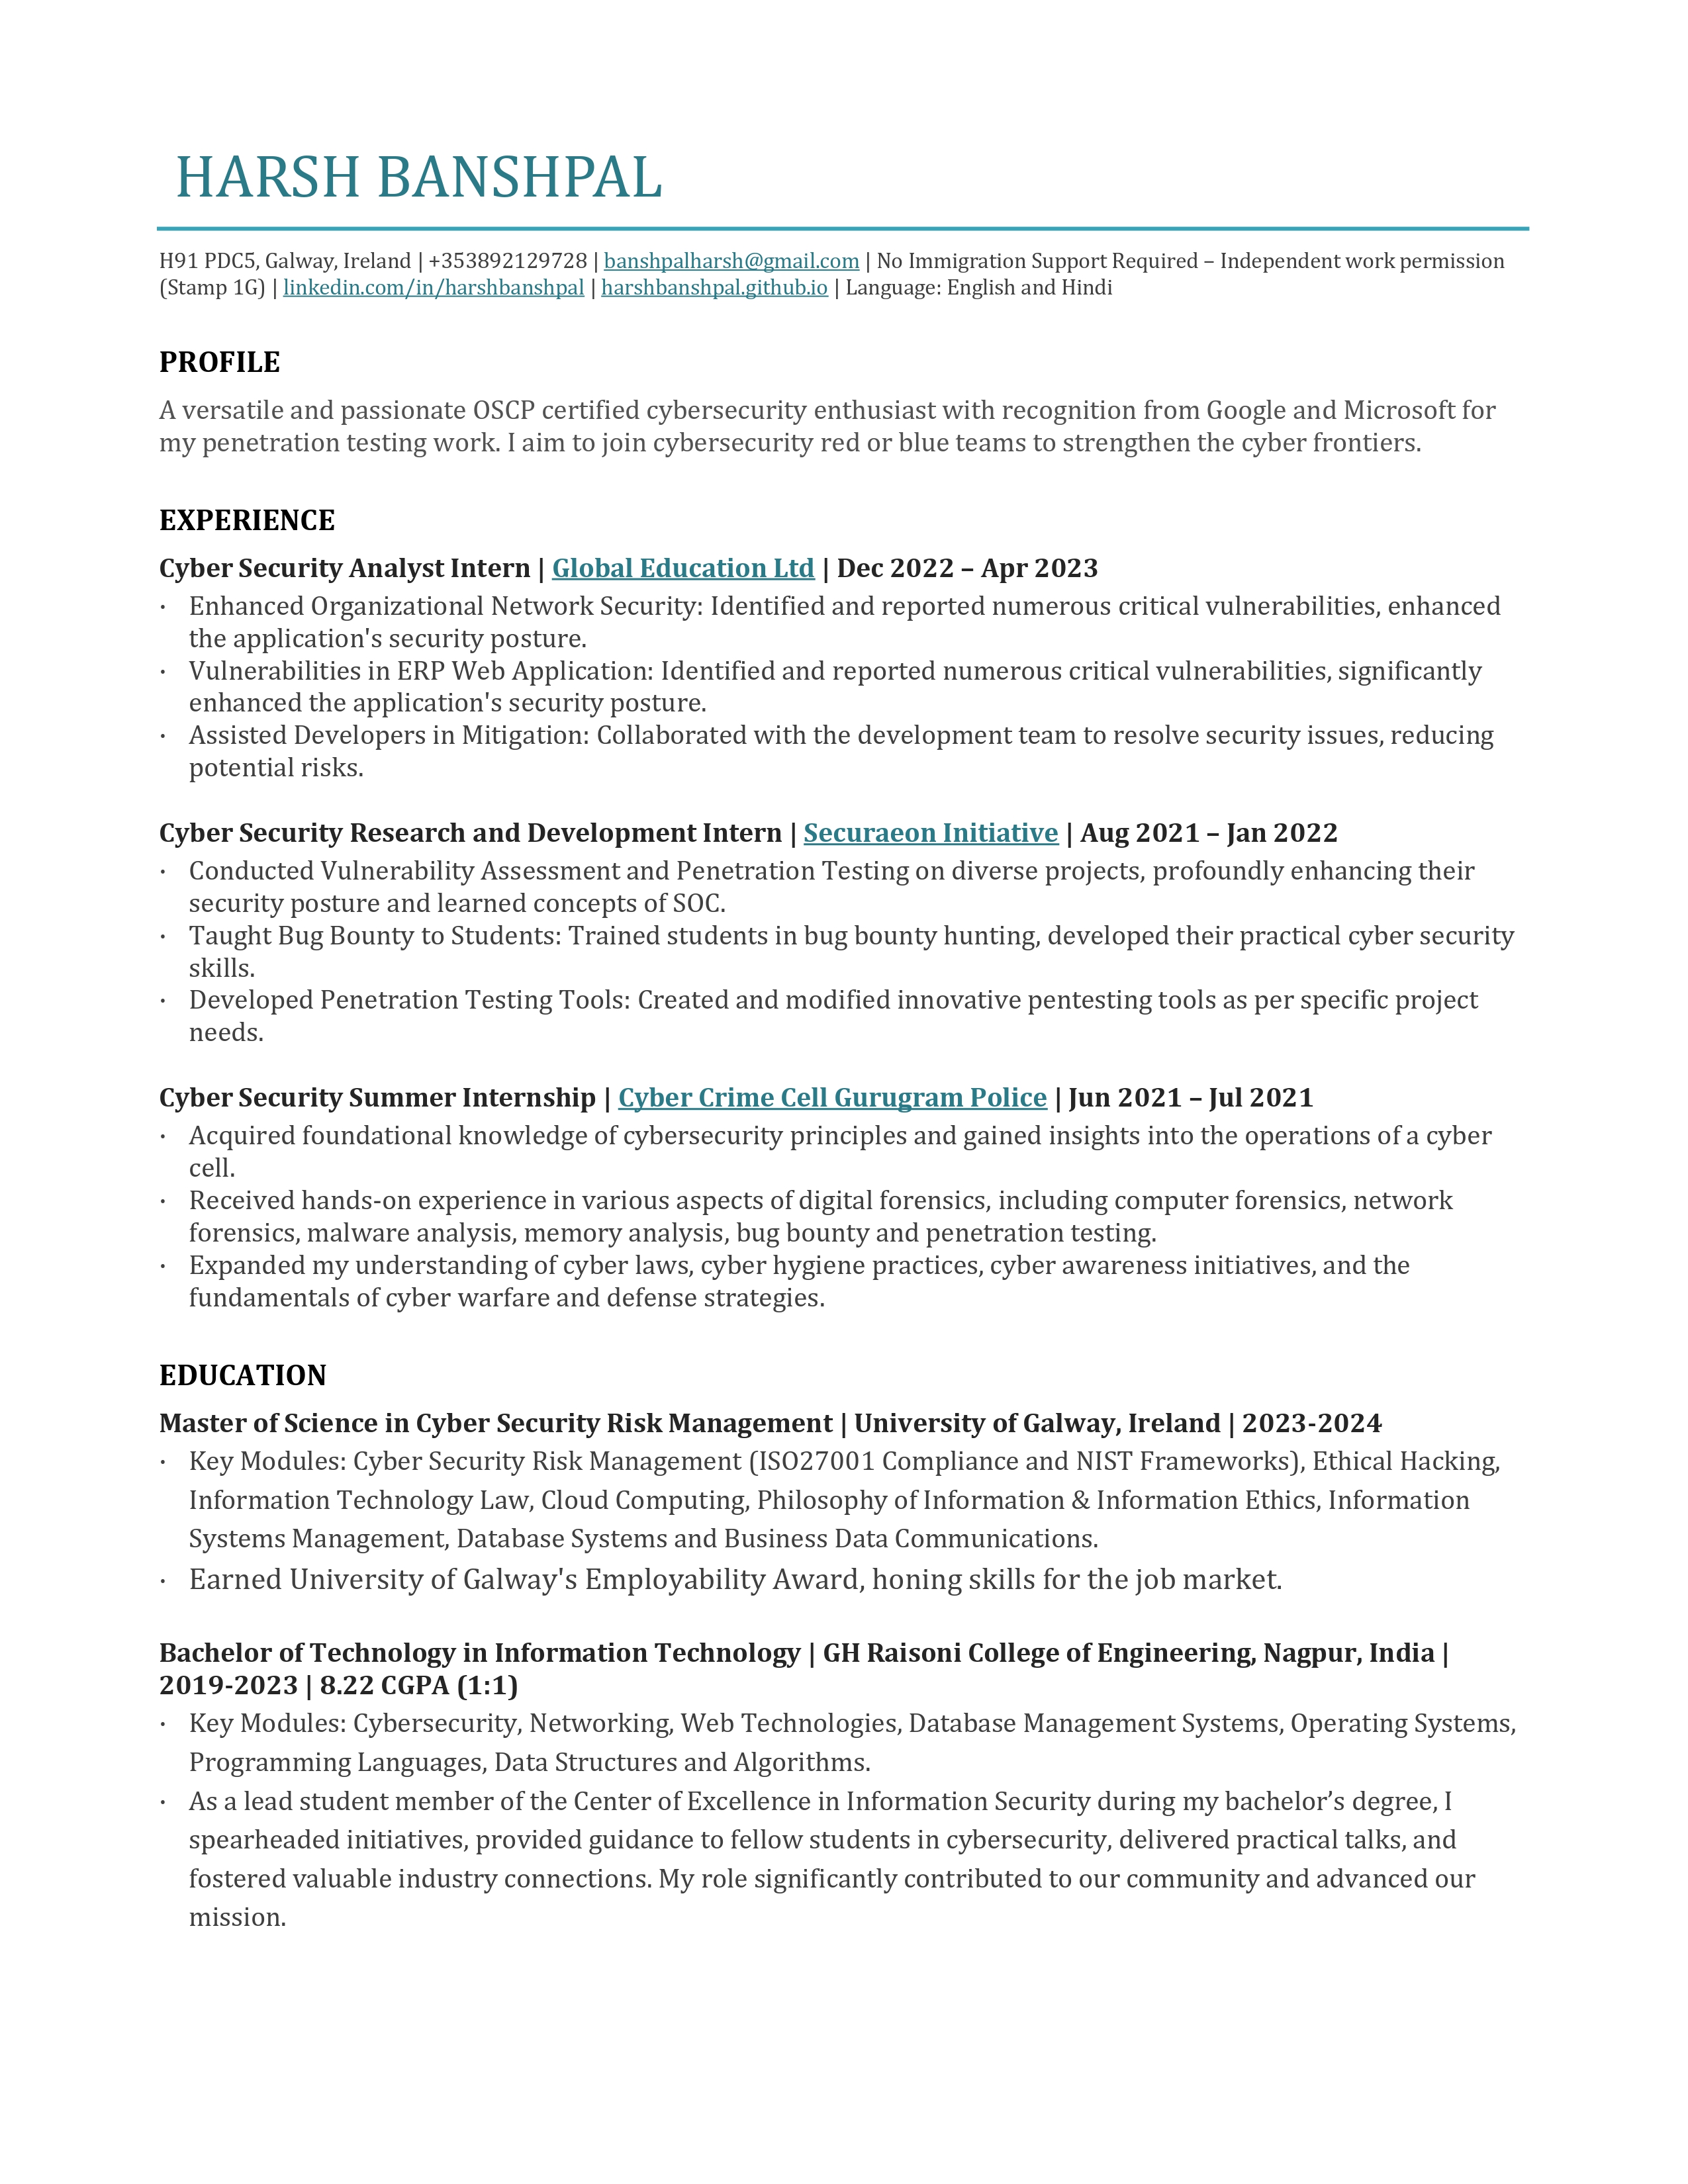 HARSH BANSHPAL
H91 PDC5, Galway, Ireland | +353892129728 | banshpalharsh@gmail.com | No Immigration Support Required – Independent work permission
(Stamp 1G) | linkedin.com/in/harshbanshpal | harshbanshpal.github.io | Language: English and Hindi
PROFILE
A versatile and passionate OSCP certified cybersecurity enthusiast with recognition from Google and Microsoft for
my penetration testing work. I aim to join cybersecurity red or blue teams to strengthen the cyber frontiers.
EXPERIENCE
Cyber Security Analyst Intern | Global Education Ltd | Dec 2022 – Apr 2023
· Enhanced Organizational Network Security: Identified and reported numerous critical vulnerabilities, enhanced
the application's security posture.
· Vulnerabilities in ERP Web Application: Identified and reported numerous critical vulnerabilities, significantly
enhanced the application's security posture.
· Assisted Developers in Mitigation: Collaborated with the development team to resolve security issues, reducing
potential risks.
Cyber Security Research and Development Intern | Securaeon Initiative | Aug 2021 – Jan 2022
· Conducted Vulnerability Assessment and Penetration Testing on diverse projects, profoundly enhancing their
security posture and learned concepts of SOC.
· Taught Bug Bounty to Students: Trained students in bug bounty hunting, developed their practical cyber security
skills.
· Developed Penetration Testing Tools: Created and modified innovative pentesting tools as per specific project
needs.
Cyber Security Summer Internship | Cyber Crime Cell Gurugram Police | Jun 2021 – Jul 2021
· Acquired foundational knowledge of cybersecurity principles and gained insights into the operations of a cyber
cell.
· Received hands-on experience in various aspects of digital forensics, including computer forensics, network
forensics, malware analysis, memory analysis, bug bounty and penetration testing.
· Expanded my understanding of cyber laws, cyber hygiene practices, cyber awareness initiatives, and the
fundamentals of cyber warfare and defense strategies.
EDUCATION
Master of Science in Cyber Security Risk Management | University of Galway, Ireland | 2023-2024
· Key Modules: Cyber Security Risk Management (ISO27001 Compliance and NIST Frameworks), Ethical Hacking,
Information Technology Law, Cloud Computing, Philosophy of Information & Information Ethics, Information
Systems Management, Database Systems and Business Data Communications.
· Earned University of Galway's Employability Award, honing skills for the job market.
Bachelor of Technology in Information Technology | GH Raisoni College of Engineering, Nagpur, India |
2019-2023 | 8.22 CGPA (1:1)
· Key Modules: Cybersecurity, Networking, Web Technologies, Database Management Systems, Operating Systems,
Programming Languages, Data Structures and Algorithms.
· As a lead student member of the Center of Excellence in Information Security during my bachelor’s degree, I
spearheaded initiatives, provided guidance to fellow students in cybersecurity, delivered practical talks, and
fostered valuable industry connections. My role significantly contributed to our community and advanced our
mission.